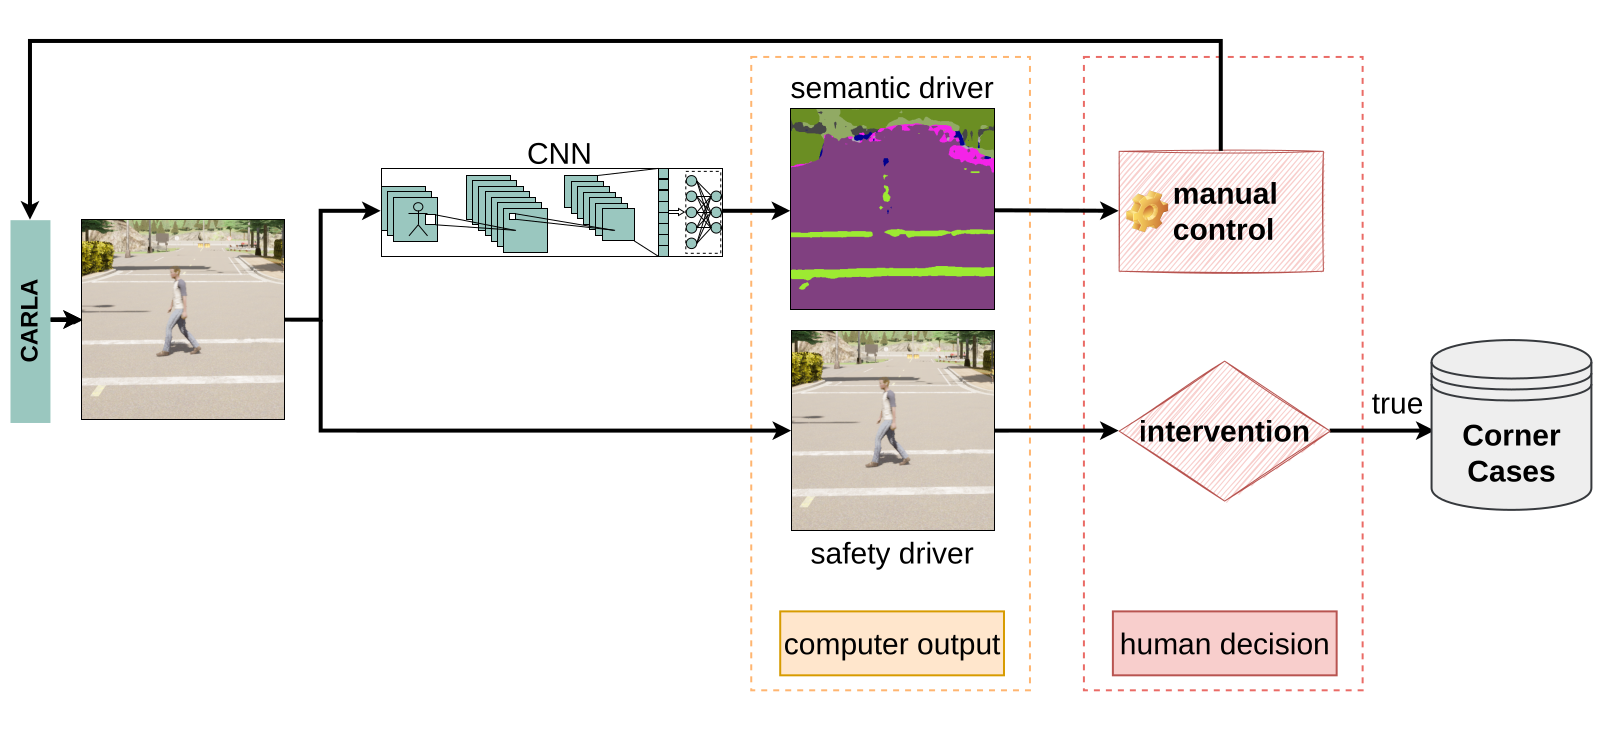 semantic driver
CNN
manual
control
CARLA
true
intervention
Corner
Cases
safety driver
computer output
human decision